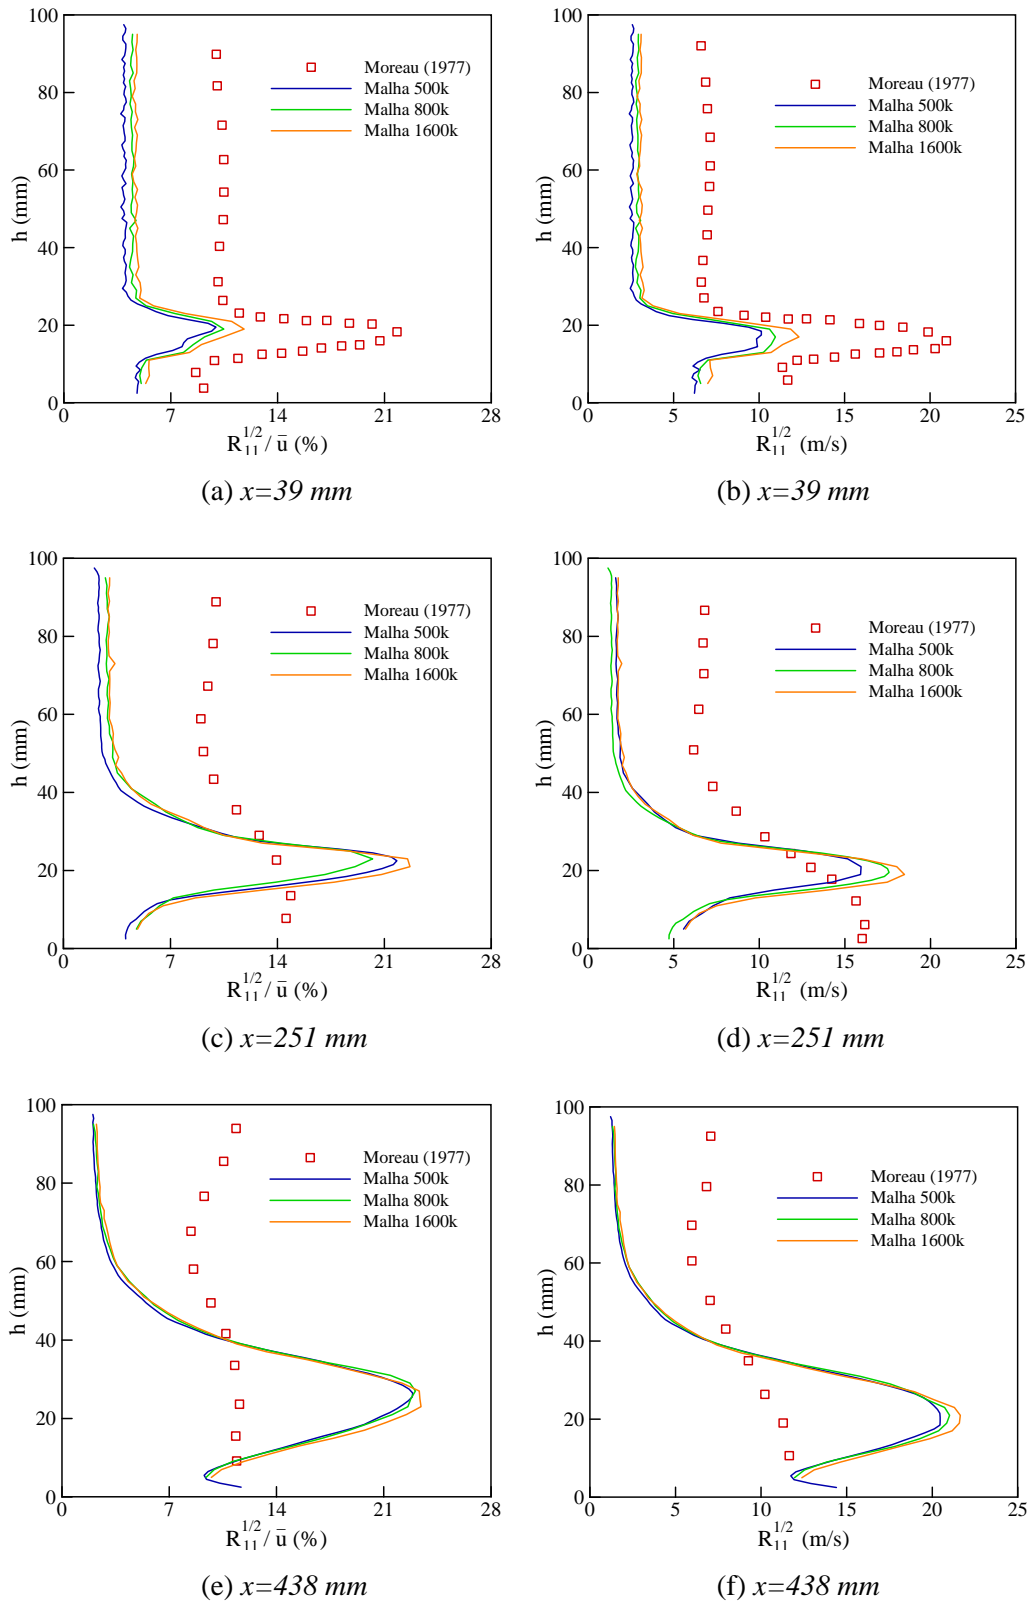 100
80
60
40
20
0
h (mm)
Moreau (1977)
Malha 500k
Malha 800k
Malha 1600k
0 7 14 21 28
R₁₁^1/2 / ū (%)
(a) x=39 mm
100
80
60
40
20
0
h (mm)
Moreau (1977)
Malha 500k
Malha 800k
Malha 1600k
0 5 10 15 20 25
R₁₁^1/2 (m/s)
(b) x=39 mm
100
80
60
40
20
0
h (mm)
Moreau (1977)
Malha 500k
Malha 800k
Malha 1600k
0 7 14 21 28
R₁₁^1/2 / ū (%)
(c) x=251 mm
100
80
60
40
20
0
h (mm)
Moreau (1977)
Malha 500k
Malha 800k
Malha 1600k
0 5 10 15 20 25
R₁₁^1/2 (m/s)
(d) x=251 mm
100
80
60
40
20
0
h (mm)
Moreau (1977)
Malha 500k
Malha 800k
Malha 1600k
0 7 14 21 28
R₁₁^1/2 / ū (%)
(e) x=438 mm
100
80
60
40
20
0
h (mm)
Moreau (1977)
Malha 500k
Malha 800k
Malha 1600k
0 5 10 15 20 25
R₁₁^1/2 (m/s)
(f) x=438 mm